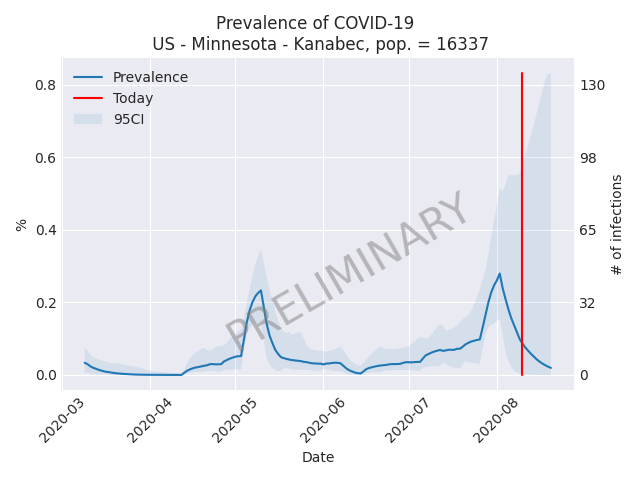 Prevalence of COVID-19
US - Minnesota - Kanabec, pop. = 16337
Prevalence
Today
95CI
PRELIMINARY
%
0.8
0.6
0.4
0.2
0.0
130
98
65
32
0
# of infections
2020-03
2020-04
2020-05
2020-06
2020-07
2020-08
Date